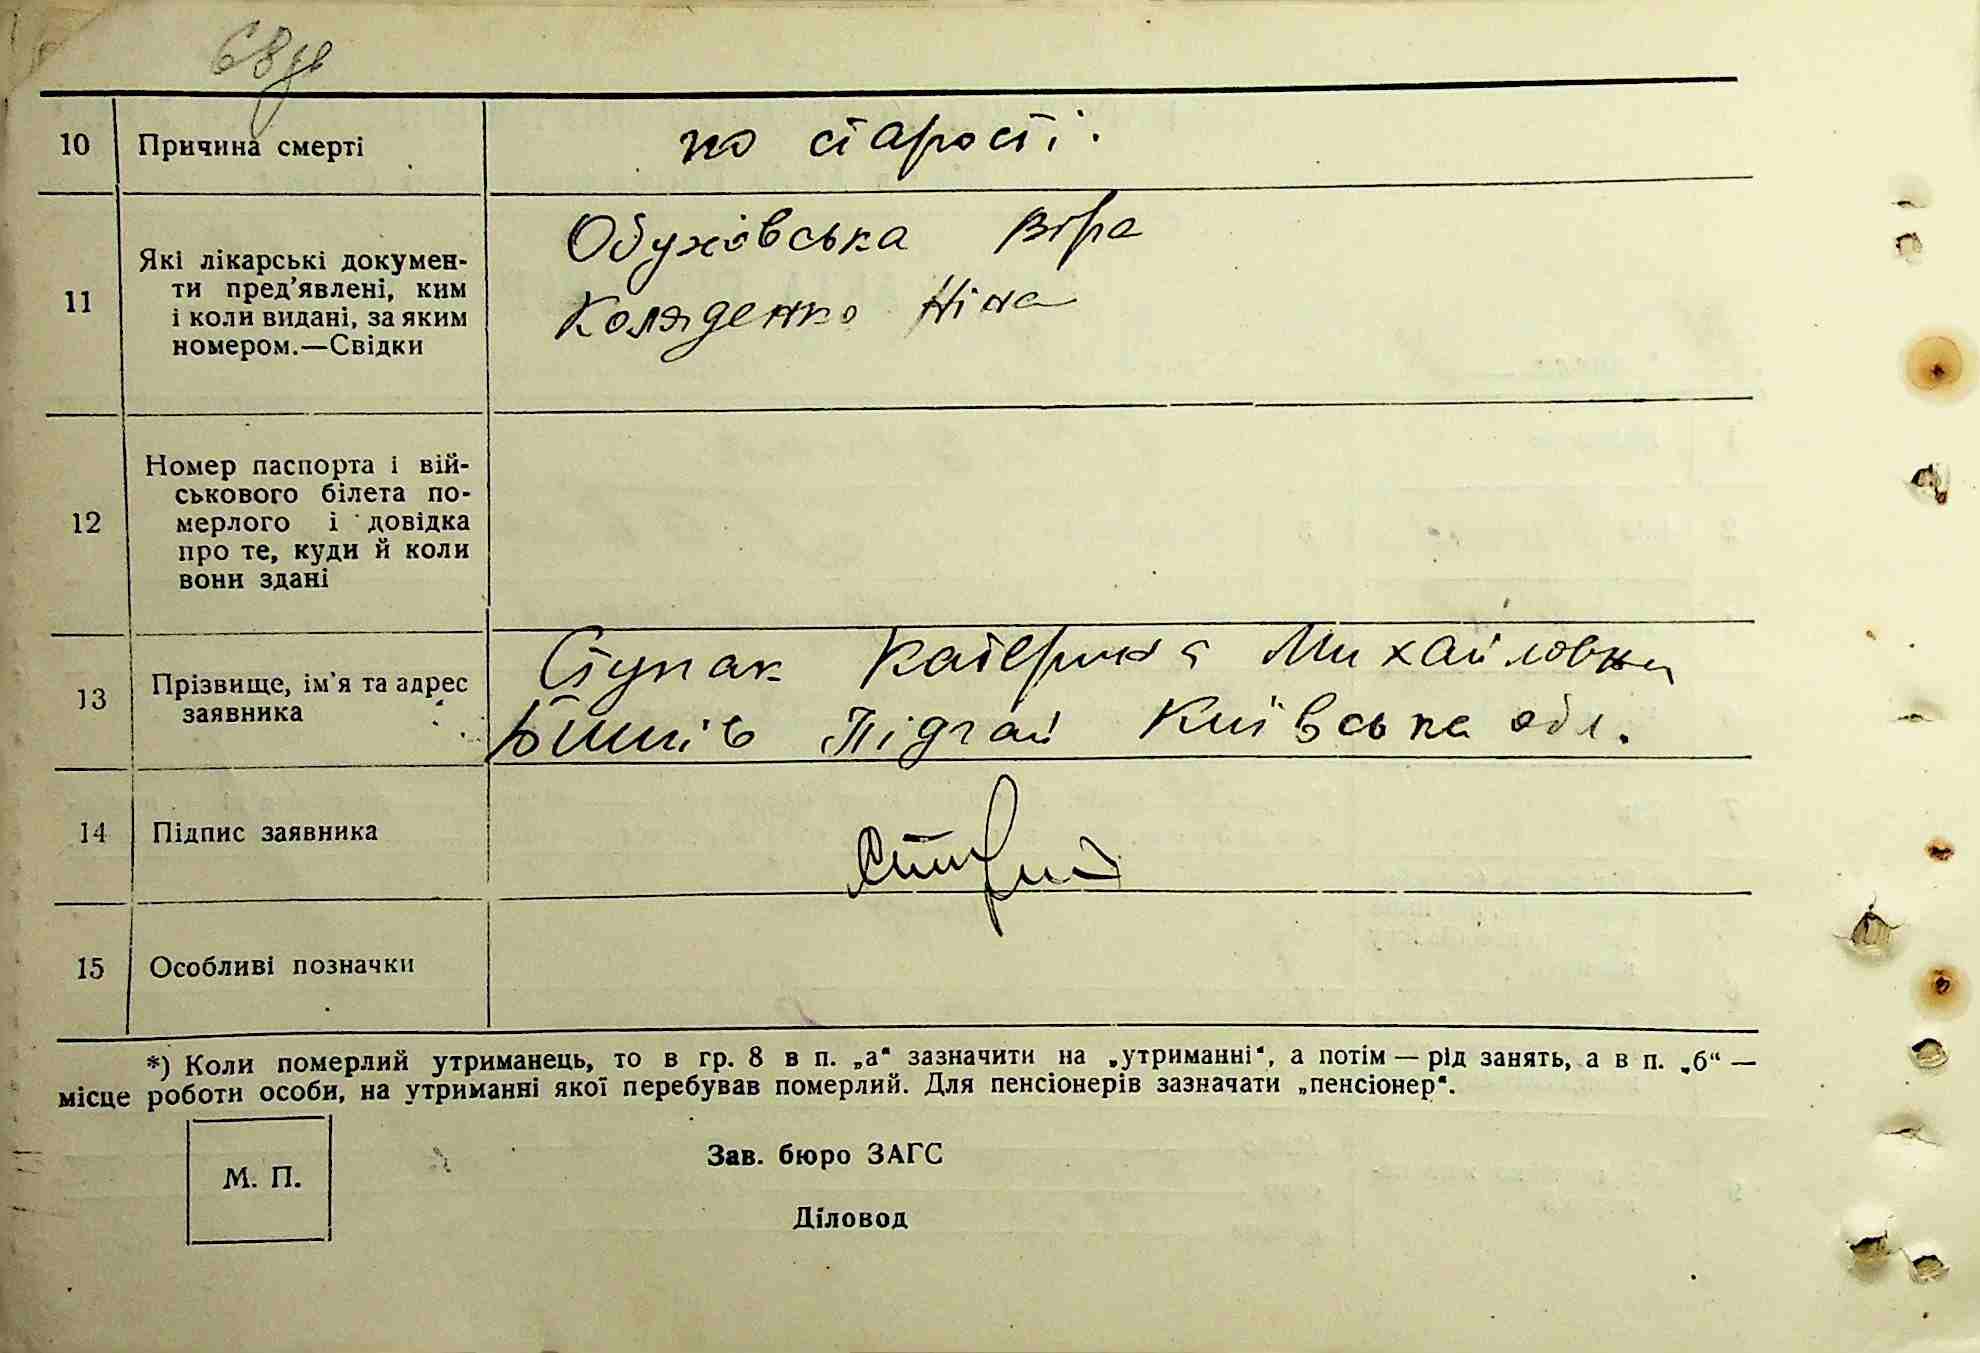 68
10 Причина смерті по старості.
11 Які лікарські докумен-
ти пред'явлені, ким
і коли видані, за яким
номером.—Свідки
Обухівська Віра
Коляденко Ніна
12 Номер паспорта і вій-
ськового білета по-
мерлого і довідка
про те, куди й коли
вони здані
13 Прізвище, ім'я та адрес
заявника
Ступак Катерина Михайловна
Підгай Київська обл.
14 Підпис заявника
15 Особливі позначки
*) Коли померлий утриманець, то в гр. 8 в п. „а“ зазначити на „утриманні“, а потім — рід занять, а в п. „б“ —
місце роботи особи, на утриманні якої перебував померлий. Для пенсіонерів зазначати „пенсіонер“.
М. П.
Зав. бюро ЗАГС
Діловод